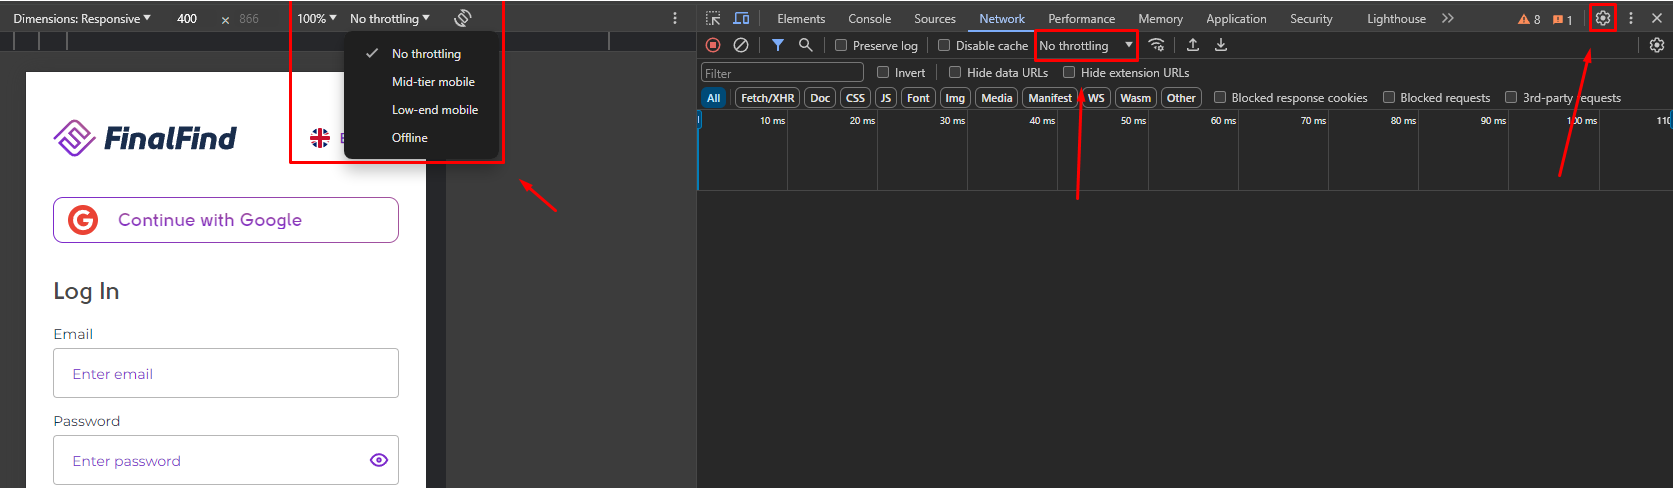 Dimensions: Responsive 400 × 866 100% No throttling
No throttling
Mid-tier mobile
Low-end mobile
Offline
FinalFind
Continue with Google
Log In
Email
Enter email
Password
Enter password
Elements Console Sources Network Performance Memory Application Security Lighthouse 8 1
Preserve log Disable cache No throttling
Filter Invert Hide data URLs Hide extension URLs
All Fetch/XHR Doc CSS JS Font Img Media Manifest WS Wasm Other Blocked response cookies Blocked requests 3rd-party requests
10 ms 20 ms 30 ms 40 ms 50 ms 60 ms 70 ms 80 ms 90 ms 100 ms 110